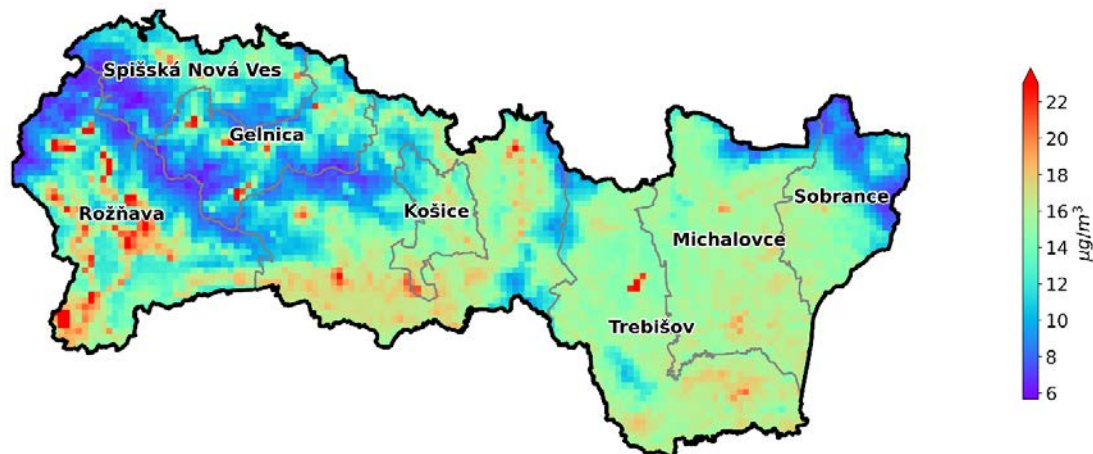 Spišská Nová Ves
Gelnica
Rožňava
Košice
Sobrance
Michalovce
Trebišov
22
20
18
16
14
12
10
8
6
µg/m³